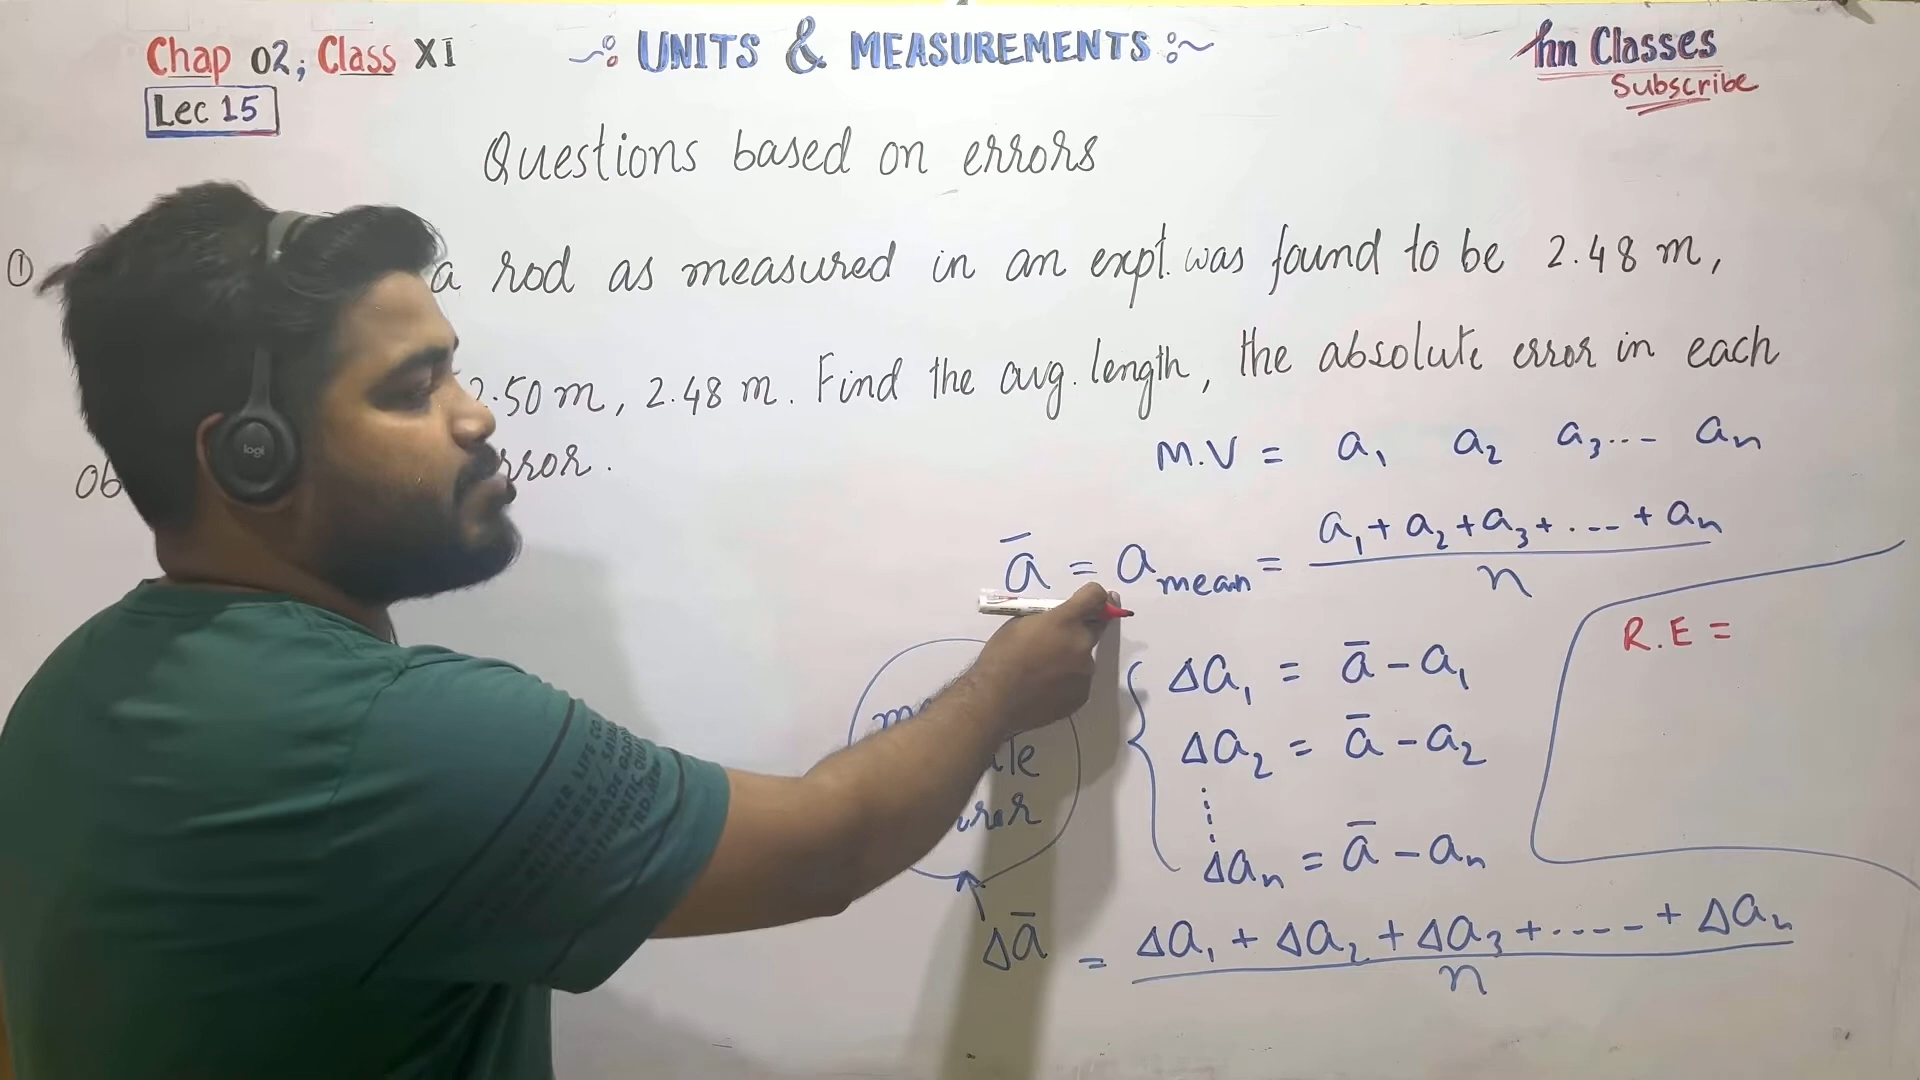 Chap 02; Class XI
Lec 15
UNITS & MEASUREMENTS
hn Classes
Subscribe
Questions based on errors
① a rod as measured in an expt. was found to be 2.48 m,
2.50 m, 2.48 m. Find the avg. length, the absolute error in each
M.V = a₁ a₂ a₃... aₙ
ā = a mean = a₁ + a₂ + a₃ + .... + aₙ / n
R.E =
Δa₁ = ā - a₁
Δa₂ = ā - a₂
Δaₙ = ā - aₙ
Δā = Δa₁ + Δa₂ + Δa₃ + ..... + Δaₙ / n
logi